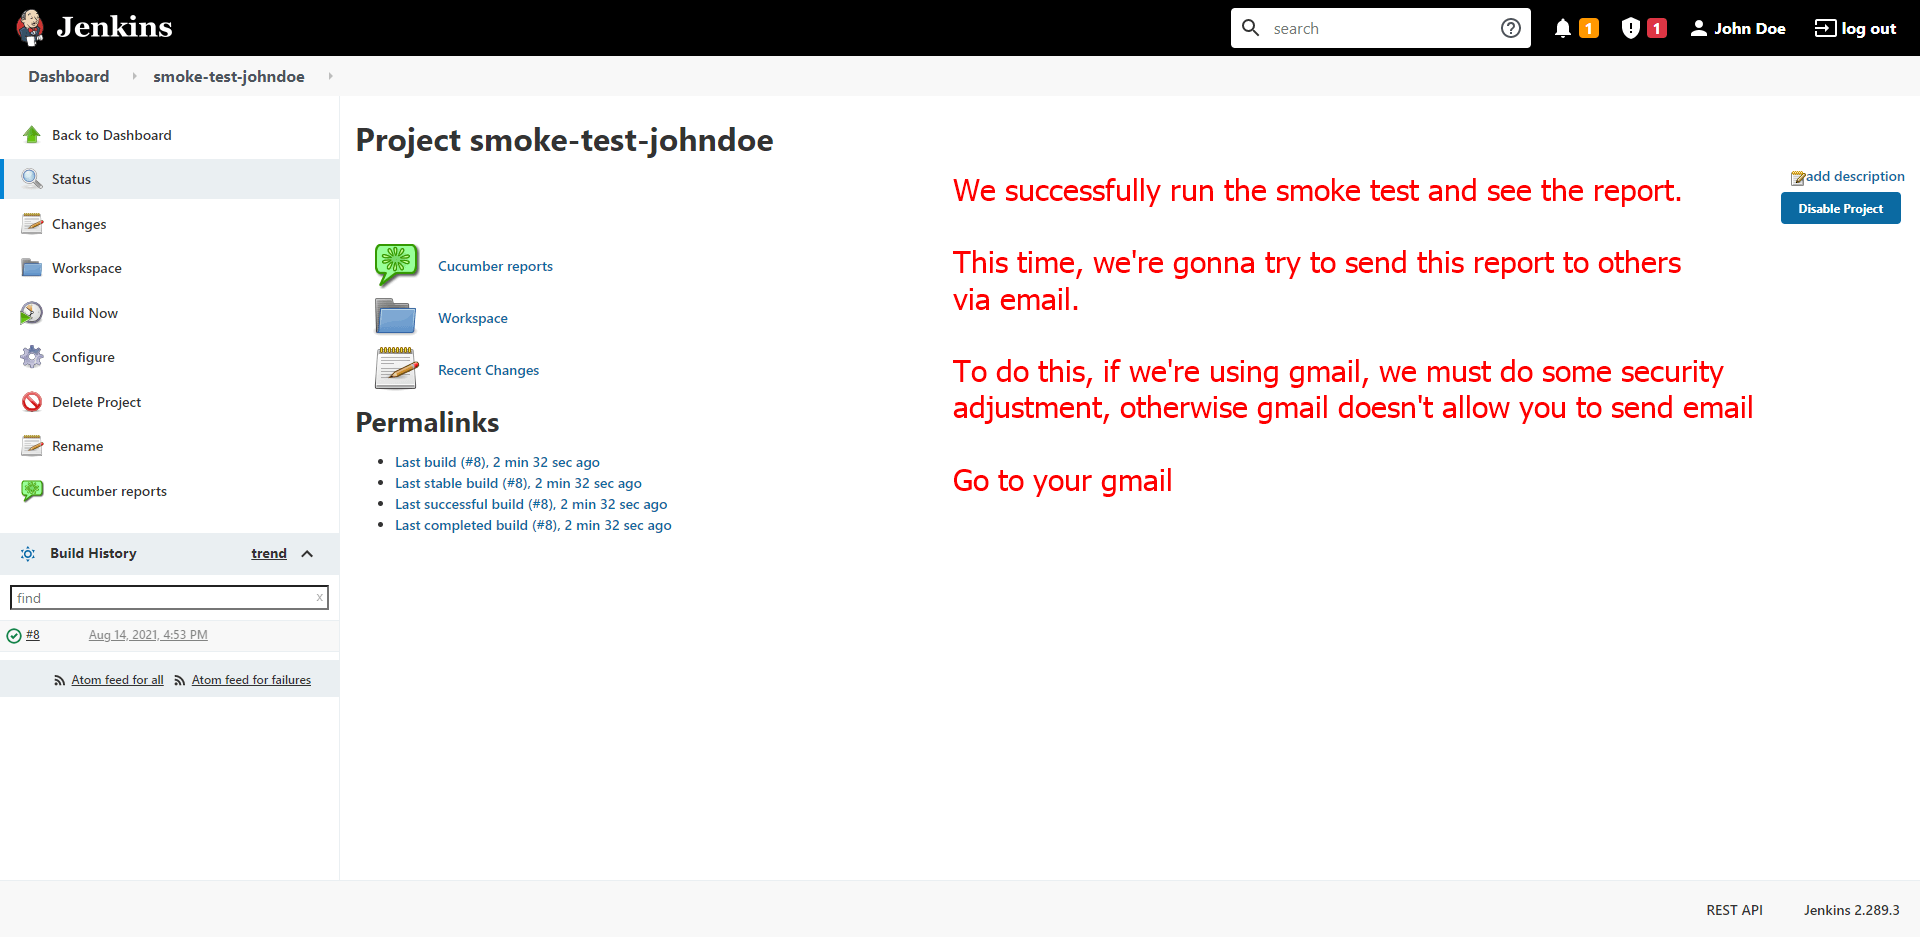 Jenkins
search
1
1
John Doe
log out
Dashboard
smoke-test-johndoe
Back to Dashboard
Status
Changes
Workspace
Build Now
Configure
Delete Project
Rename
Cucumber reports
Build History
trend
find
x
#8
Aug 14, 2021, 4:53 PM
Atom feed for all
Atom feed for failures
Project smoke-test-johndoe
add description
Disable Project
Cucumber reports
Workspace
Recent Changes
Permalinks
Last build (#8), 2 min 32 sec ago
Last stable build (#8), 2 min 32 sec ago
Last successful build (#8), 2 min 32 sec ago
Last completed build (#8), 2 min 32 sec ago
We successfully run the smoke test and see the report.
This time, we're gonna try to send this report to others
via email.
To do this, if we're using gmail, we must do some security
adjustment, otherwise gmail doesn't allow you to send email
Go to your gmail
REST API
Jenkins 2.289.3